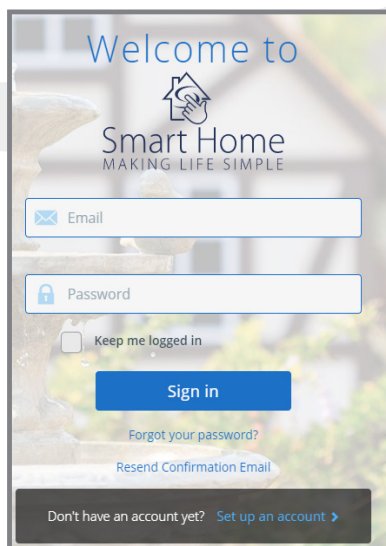 Welcome to
Smart Home
MAKING LIFE SIMPLE
Email
Password
Keep me logged in
Sign in
Forgot your password?
Resend Confirmation Email
Don't have an account yet? Set up an account >